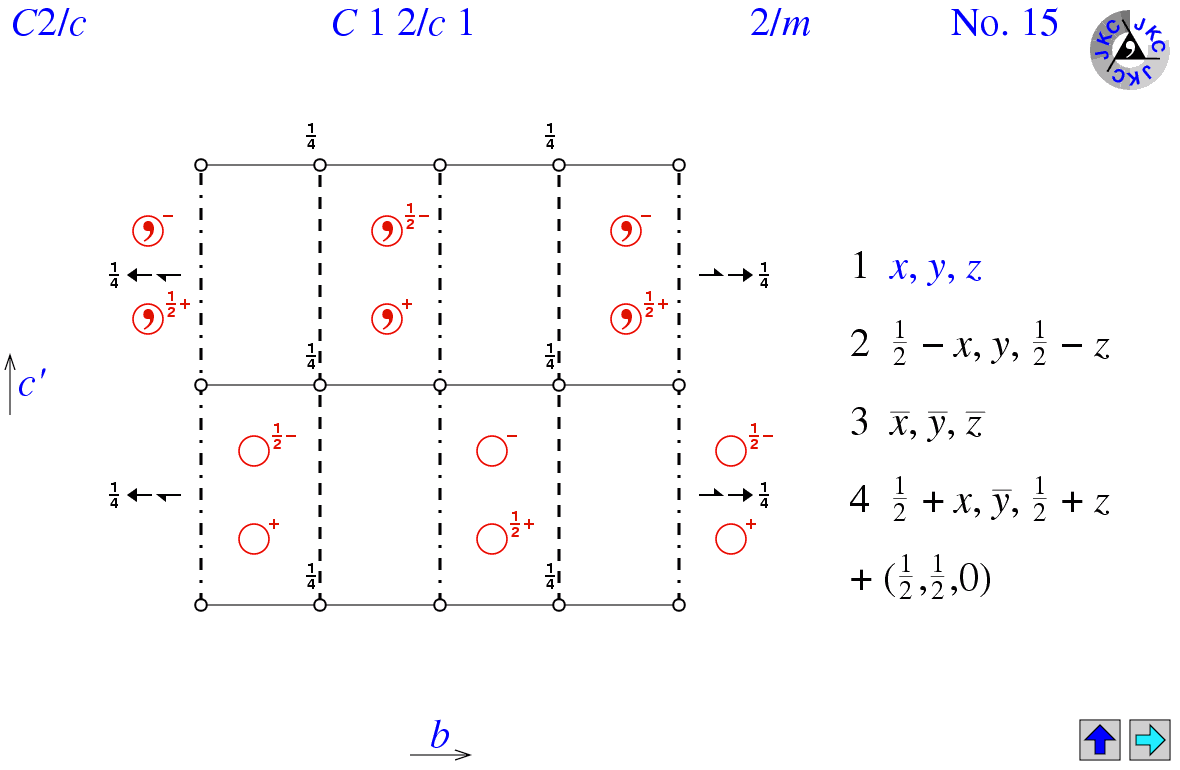 C2/c C 1 2/c 1 2/m No. 15
JKC JKC JKC
1/4 1/4
− 1/2− −
1/4 1/4
1/2+ + 1/2+
1/4 1/4
c′
1/2− − 1/2−
1/4 1/4
+ 1/2+ +
1/4 1/4
b
1 x, y, z
2 1/2 − x, y, 1/2 − z
3 x̅, y̅, z̅
4 1/2 + x, y̅, 1/2 + z
+ (1/2,1/2,0)